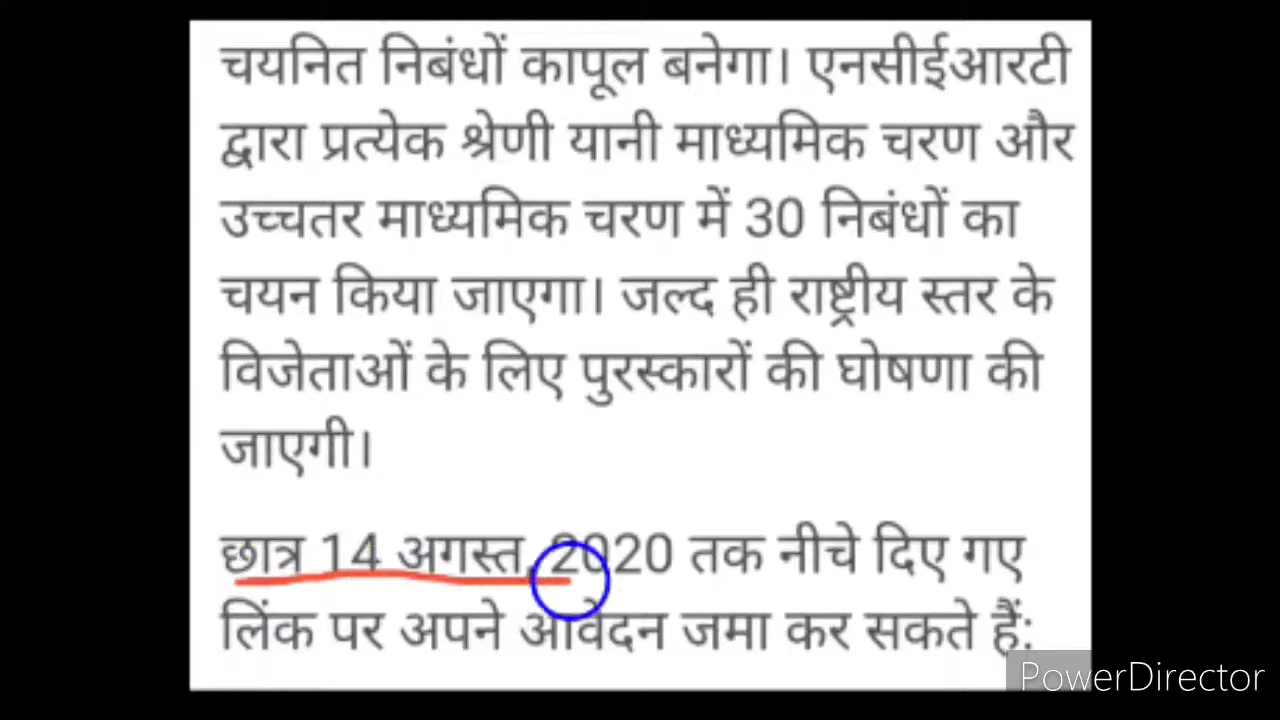 चयनित निबंधों कापूल बनेगा। एनसीईआरटी
द्वारा प्रत्येक श्रेणी यानी माध्यमिक चरण और
उच्चतर माध्यमिक चरण में 30 निबंधों का
चयन किया जाएगा। जल्द ही राष्ट्रीय स्तर के
विजेताओं के लिए पुरस्कारों की घोषणा की
जाएगी।
छात्र 14 अगस्त, 2020 तक नीचे दिए गए
लिंक पर अपने आवेदन जमा कर सकते हैं:
PowerDirector